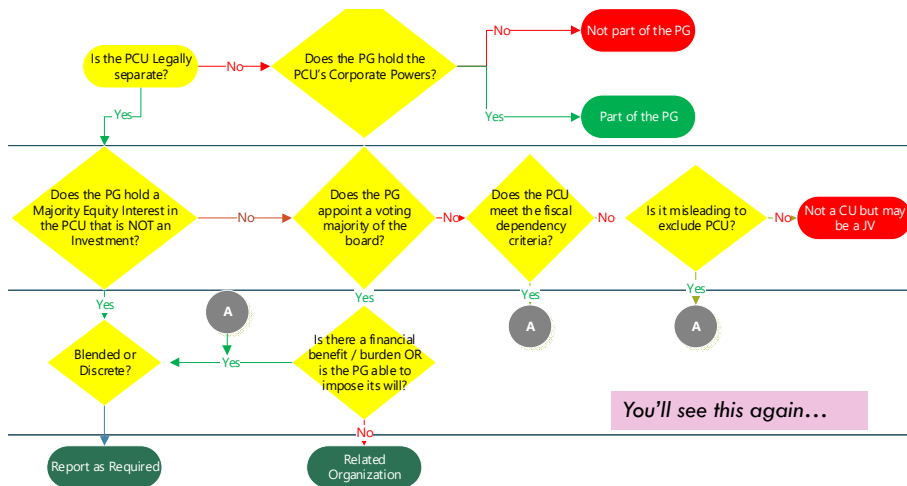 Is the PCU Legally
separate?
No
Does the PG hold the
PCU's Corporate Powers?
No
Not part of the PG
Yes
Part of the PG
Yes
Does the PG hold a
Majority Equity Interest in
the PCU that is NOT an
Investment?
No
Does the PG
appoint a voting
majority of the
board?
No
Does the PCU
meet the fiscal
dependency
criteria?
No
Is it misleading to
exclude PCU?
No
Not a CU but may
be a JV
Yes
A
Yes
Yes
A
Yes
A
Blended or
Discrete?
Yes
Is there a financial
benefit / burden OR
is the PG able to
impose its will?
You'll see this again...
No
Report as Required
Related
Organization